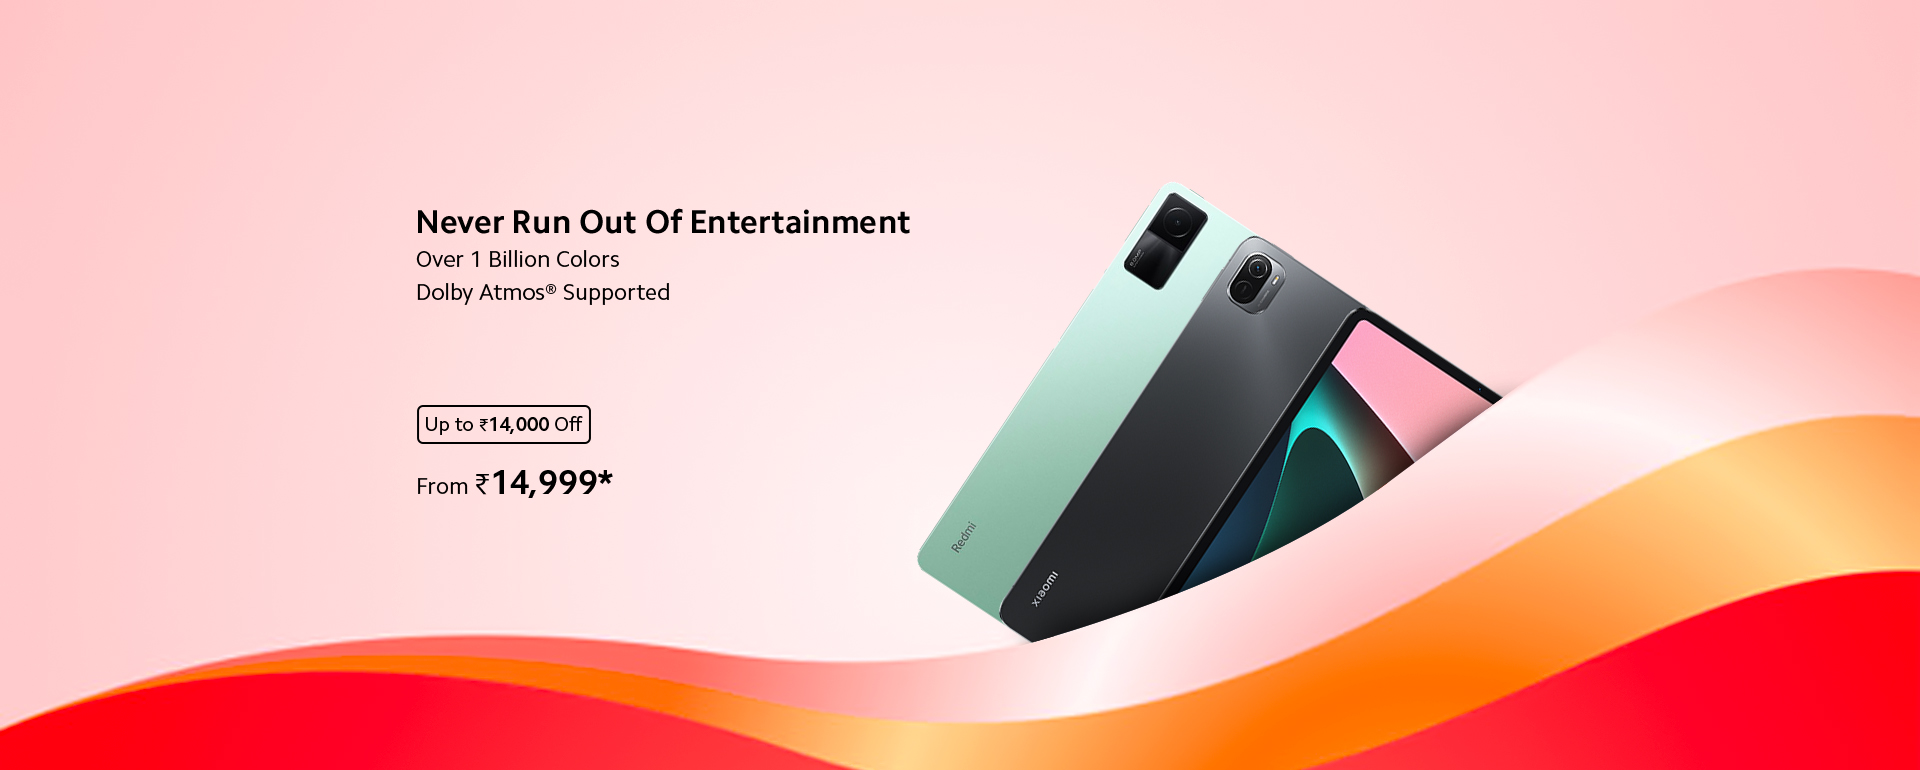 Never Run Out Of Entertainment
Over 1 Billion Colors
Dolby Atmos® Supported
Up to ₹14,000 Off
From ₹14,999*
Redmi
xiaomi